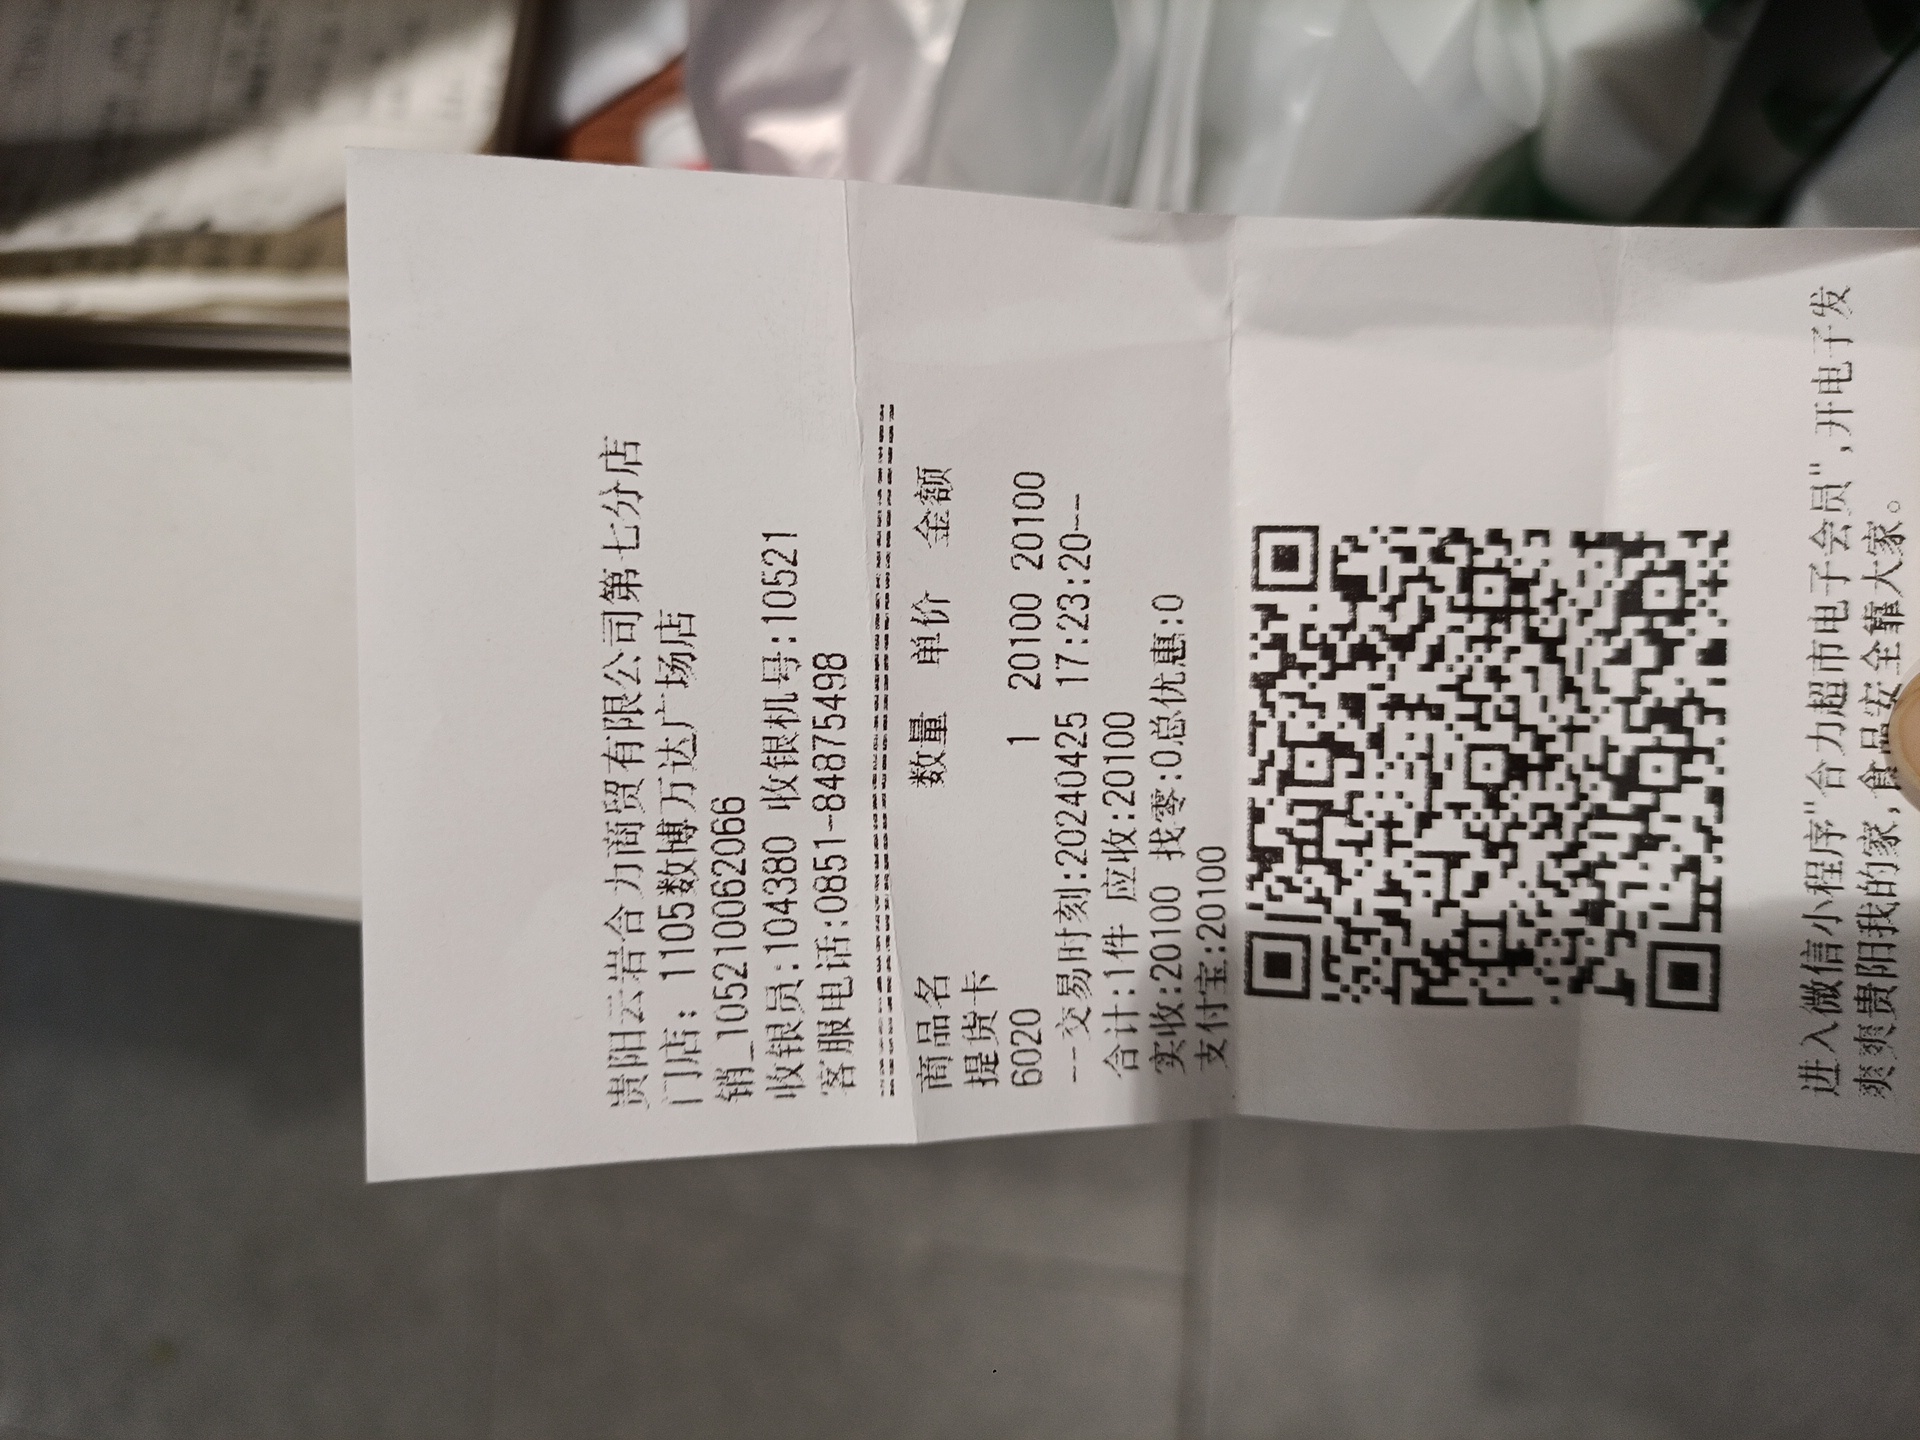 贵阳云岩合力商贸有限公司第七分店
门店: 1105数博万达广场店
销_105210062066
收银员:104380 收银机号:10521
客服电话:0851-84875498
商品名 数量 单价 金额
提货卡
6020 1 20100 20100
---交易时刻:20240425 17:23:20---
合计:1件 应收:20100
实收:20100 找零:0总优惠:0
支付宝:20100
进入微信小程序"合力超市电子会员",开电子发
爽爽贵阳我的家,食品安全靠大家。